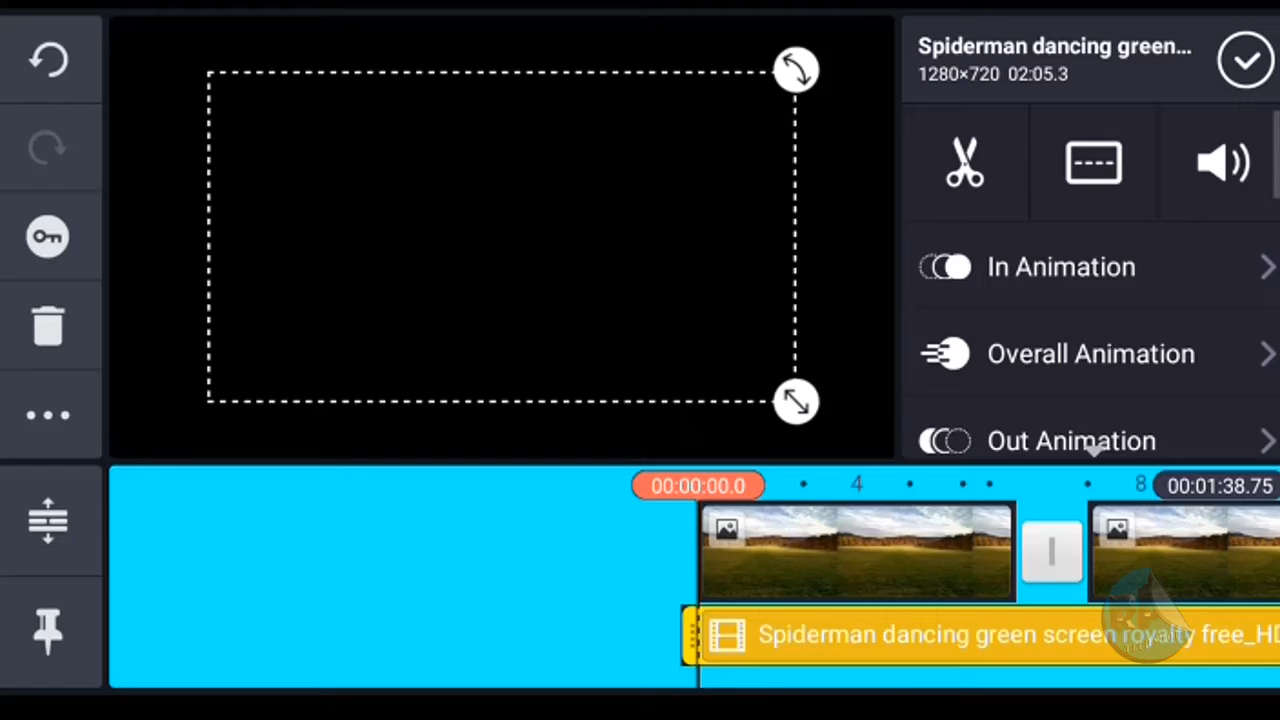 Spiderman dancing green...
1280×720 02:05.3
In Animation
Overall Animation
Out Animation
00:00:00.0
4
8
00:01:38.75
Spiderman dancing green screen royalty free_HD